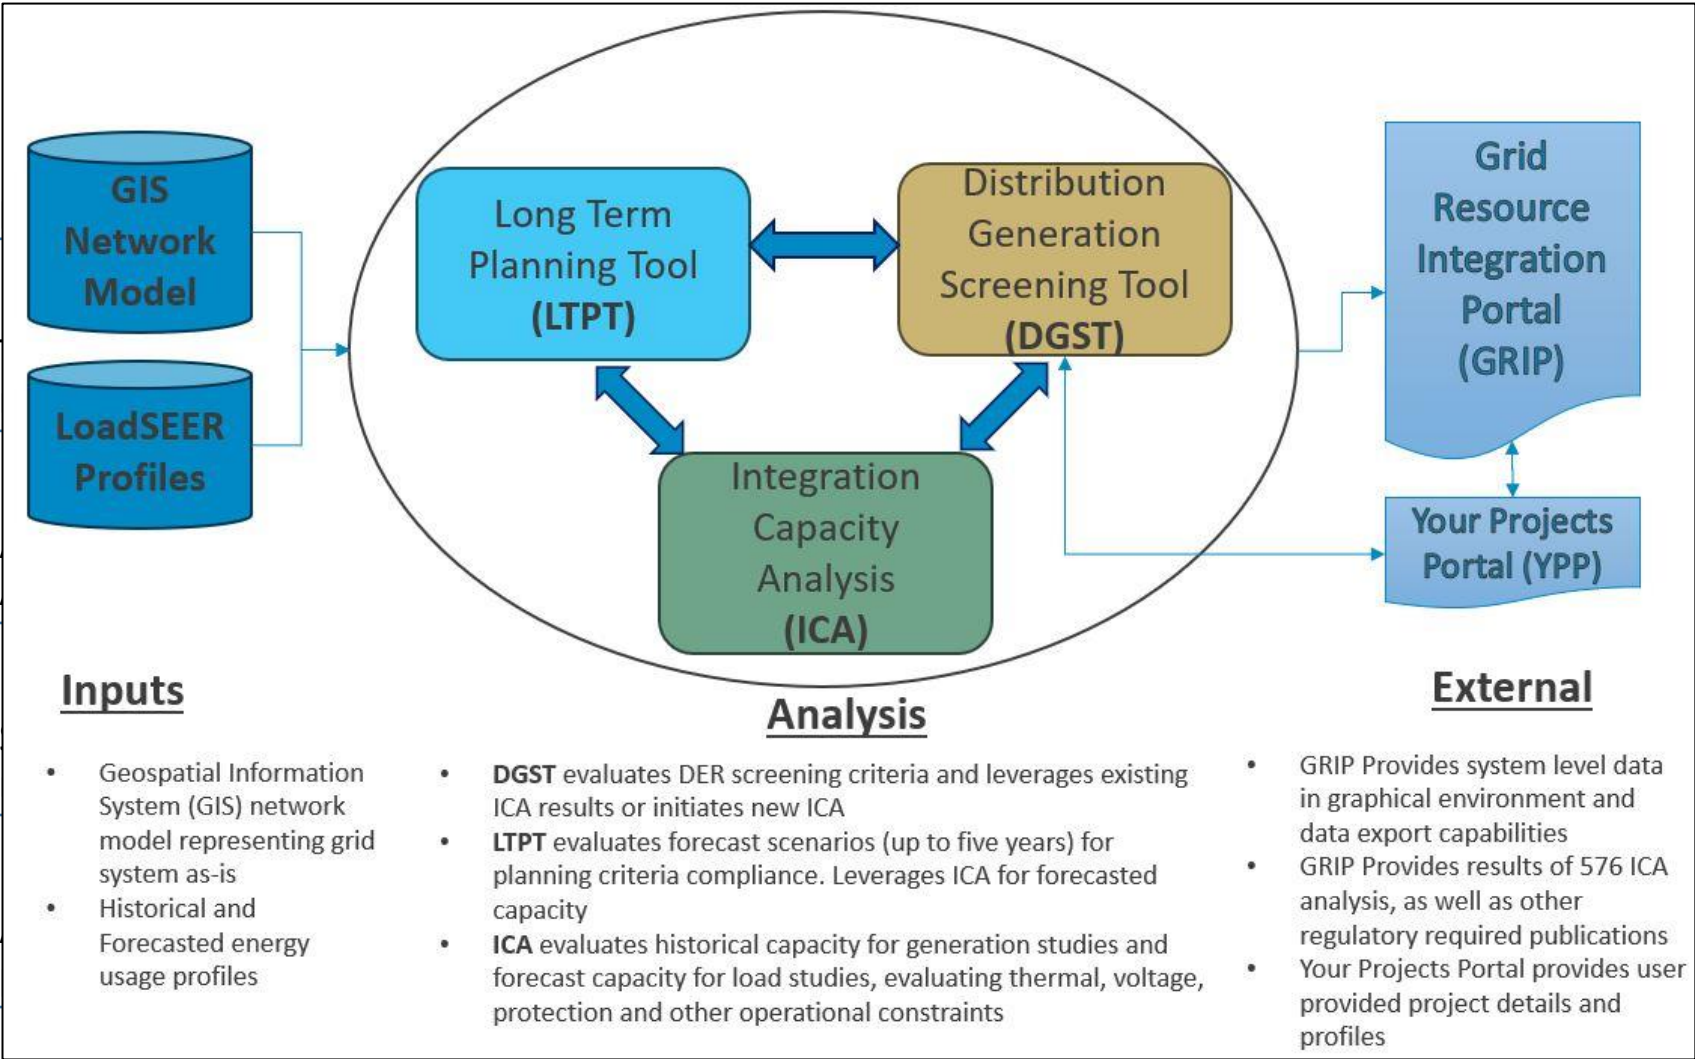 GIS
Network
Model
LoadSEER
Profiles
Long Term
Planning Tool
(LTPT)
Distribution
Generation
Screening Tool
(DGST)
Integration
Capacity
Analysis
(ICA)
Grid
Resource
Integration
Portal
(GRIP)
Your Projects
Portal (YPP)
Inputs
• Geospatial Information
System (GIS) network
model representing grid
system as-is
• Historical and
Forecasted energy
usage profiles
Analysis
• DGST evaluates DER screening criteria and leverages existing
ICA results or initiates new ICA
• LTPT evaluates forecast scenarios (up to five years) for
planning criteria compliance. Leverages ICA for forecasted
capacity
• ICA evaluates historical capacity for generation studies and
forecast capacity for load studies, evaluating thermal, voltage,
protection and other operational constraints
External
• GRIP Provides system level data
in graphical environment and
data export capabilities
• GRIP Provides results of 576 ICA
analysis, as well as other
regulatory required publications
• Your Projects Portal provides user
provided project details and
profiles